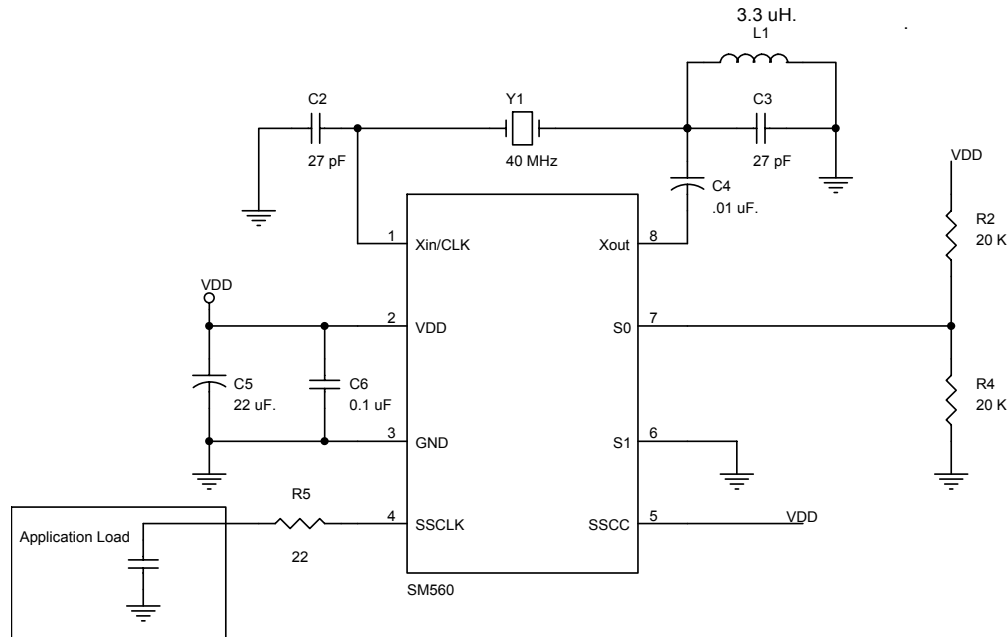 3.3 uH.
L1
C2
Y1
C3
27 pF
40 MHz
27 pF
VDD
C4
.01 uF.
R2
20 K
1
Xin/CLK
Xout
8
VDD
2
VDD
S0
7
C5
22 uF.
C6
0.1 uF
R4
20 K
3
GND
S1
6
R5
4
SSCLK
SSCC
5
VDD
Application Load
22
SM560